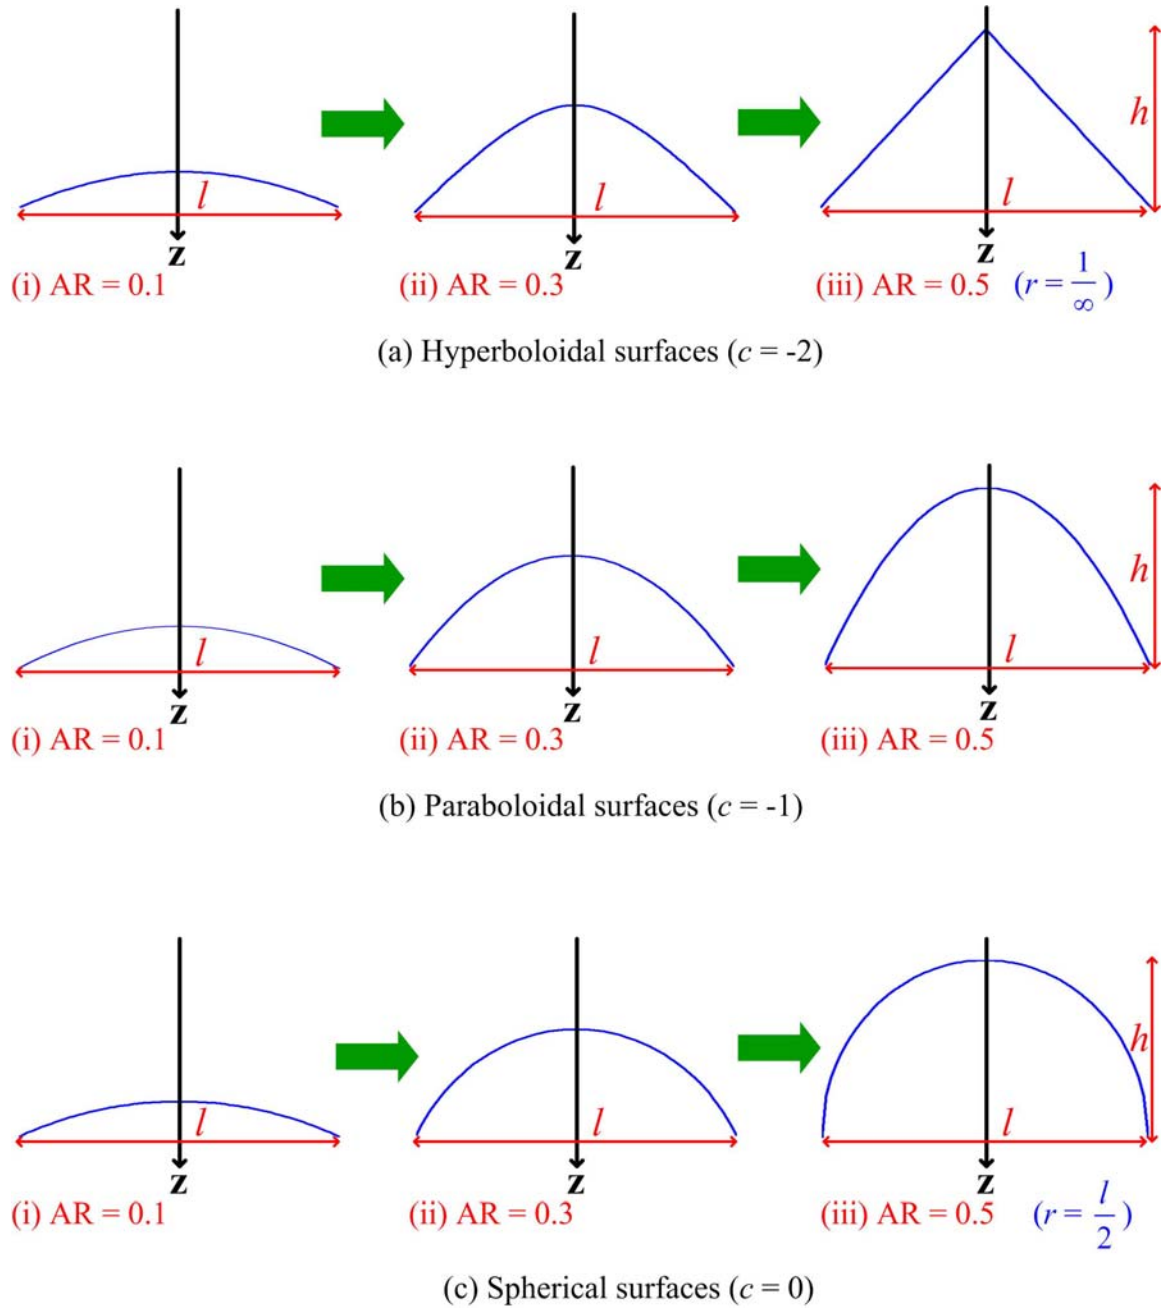 l l l h
z z z
(i) AR = 0.1 (ii) AR = 0.3 (iii) AR = 0.5 (r = 1/∞)
(a) Hyperboloidal surfaces (c = -2)
l l l h
z z z
(i) AR = 0.1 (ii) AR = 0.3 (iii) AR = 0.5
(b) Paraboloidal surfaces (c = -1)
l l l h
z z z
(i) AR = 0.1 (ii) AR = 0.3 (iii) AR = 0.5 (r = l/2)
(c) Spherical surfaces (c = 0)